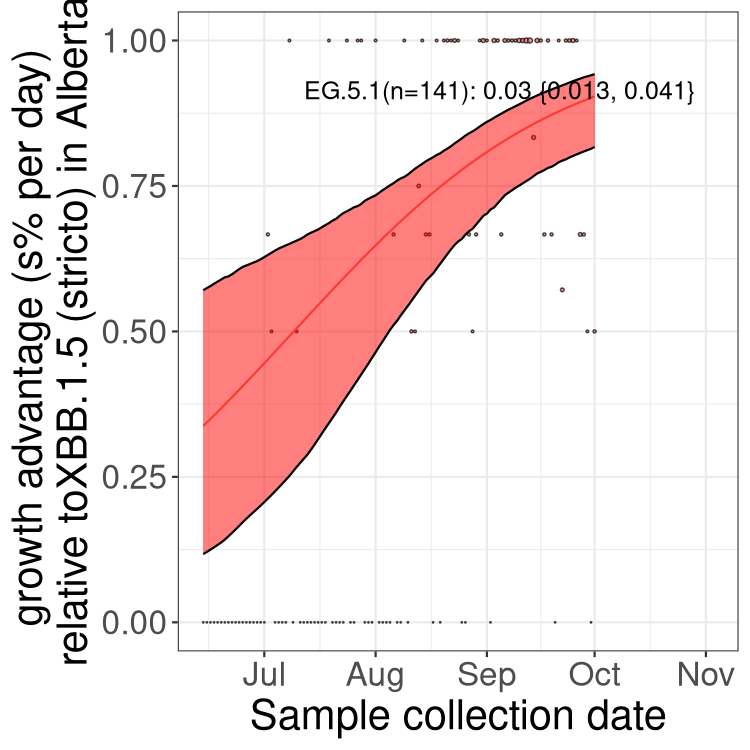 growth advantage (s% per day)
relative toXBB.1.5 (stricto) in Alberta
1.00
0.75
0.50
0.25
0.00
EG.5.1(n=141): 0.03 {0.013, 0.041}
Jul Aug Sep Oct Nov
Sample collection date